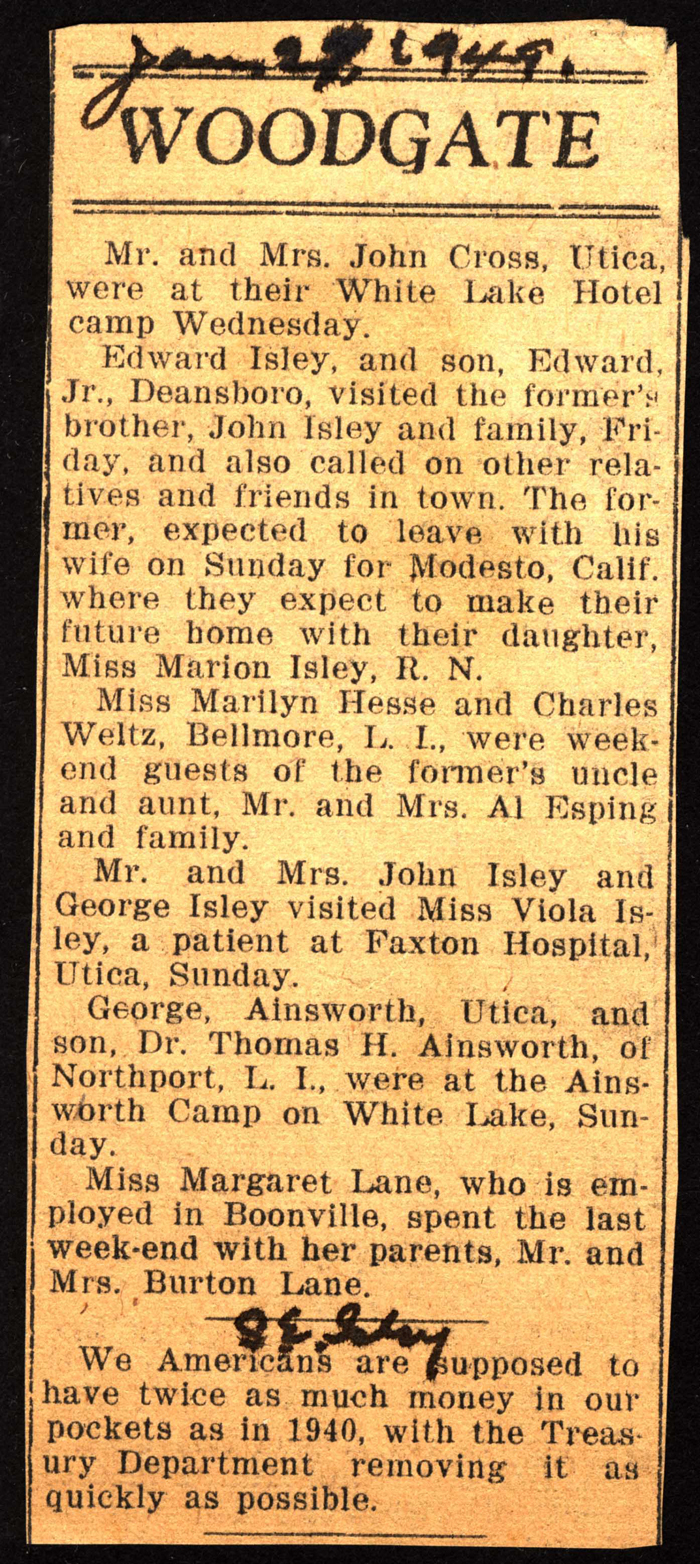 Jan. 1949.
WOODGATE
Mr. and Mrs. John Cross, Utica,
were at their White Lake Hotel
camp Wednesday.
Edward Isley, and son, Edward,
Jr., Deansboro, visited the former's
brother, John Isley and family, Fri-
day, and also called on other rela-
tives and friends in town. The for-
mer, expected to leave with his
wife on Sunday for Modesto, Calif.
where they expect to make their
future home with their daughter,
Miss Marion Isley, R. N.
Miss Marilyn Hesse and Charles
Weltz, Bellmore, L. I., were week-
end guests of the former's uncle
and aunt, Mr. and Mrs. Al Esping
and family.
Mr. and Mrs. John Isley and
George Isley visited Miss Viola Is-
ley, a patient at Faxton Hospital,
Utica, Sunday.
George, Ainsworth, Utica, and
son, Dr. Thomas H. Ainsworth, of
Northport, L. I., were at the Ains-
worth Camp on White Lake, Sun-
day.
Miss Margaret Lane, who is em-
ployed in Boonville, spent the last
week-end with her parents, Mr. and
Mrs. Burton Lane.
E. Isley
We Americans are supposed to
have twice as much money in our
pockets as in 1940, with the Treas-
ury Department removing it as
quickly as possible.